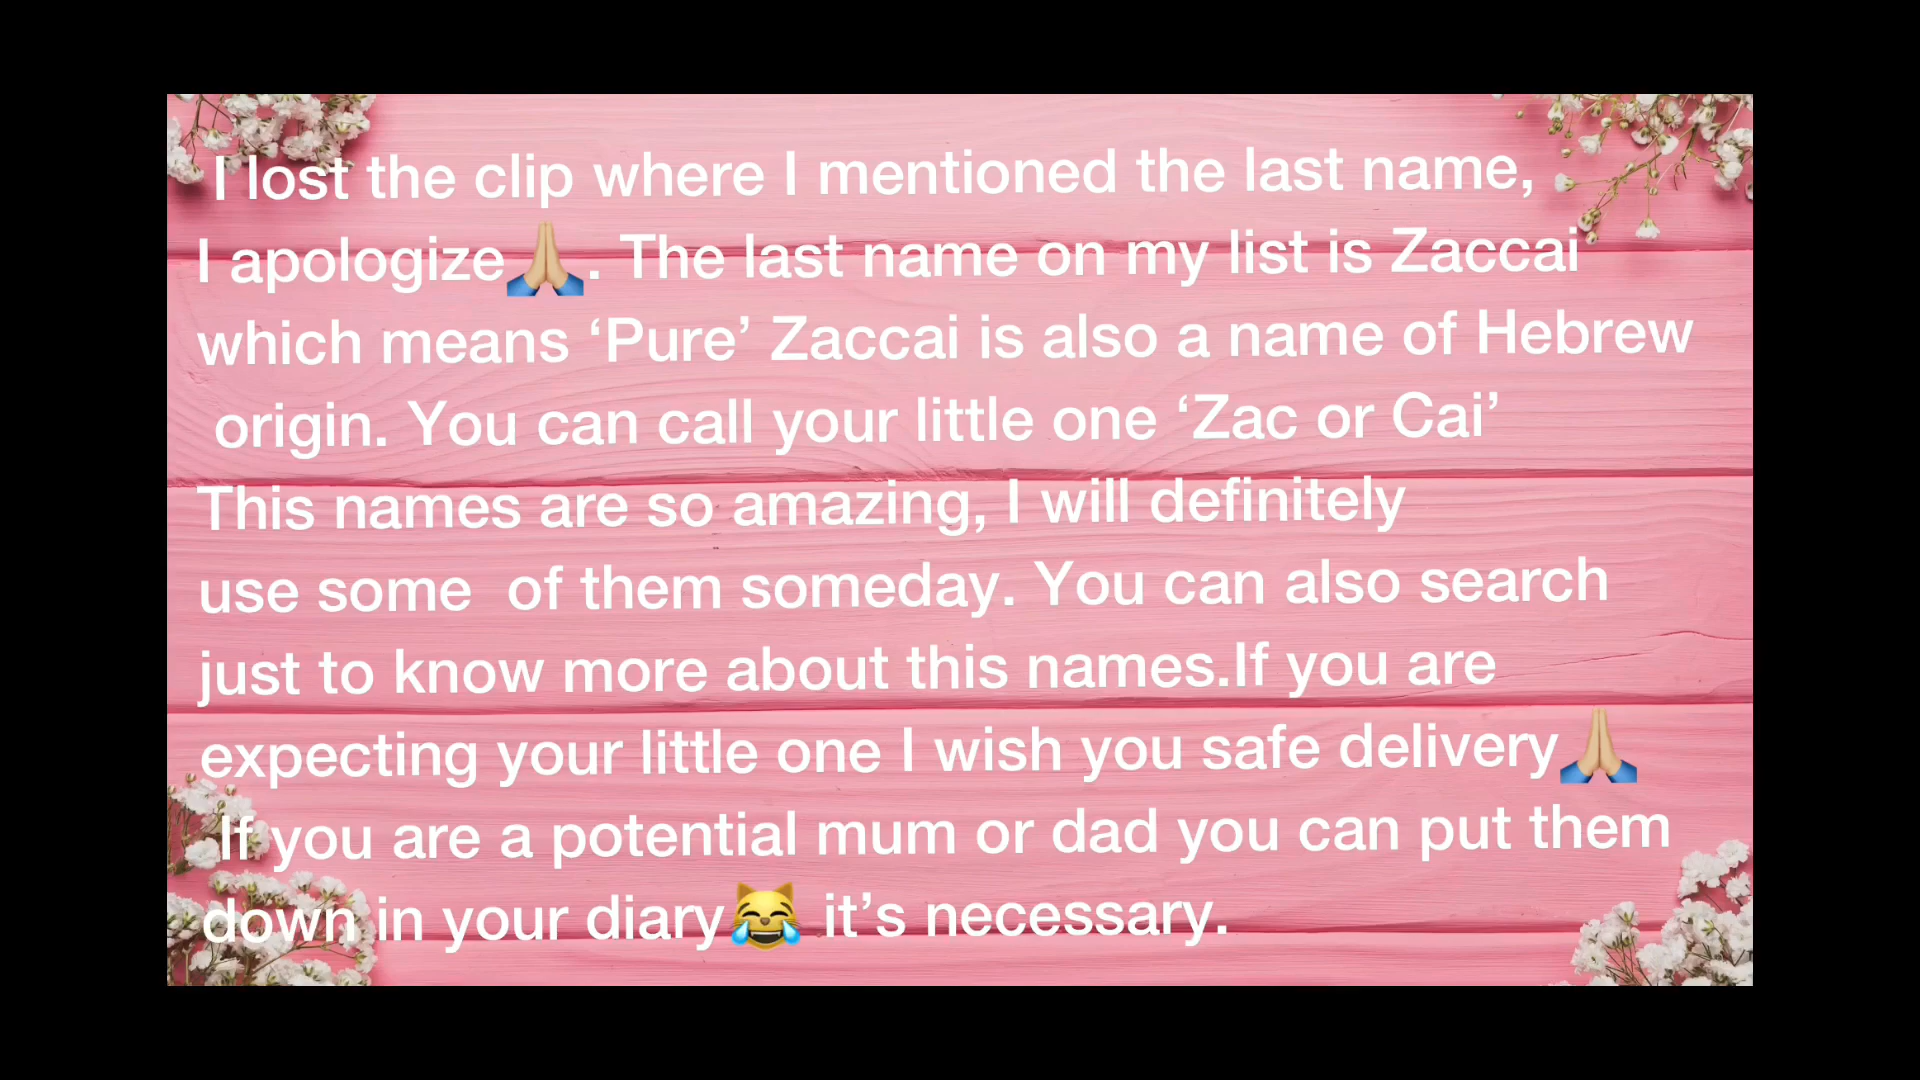 I lost the clip where I mentioned the last name,
I apologize🙏🏼. The last name on my list is Zaccai
which means ‘Pure’ Zaccai is also a name of Hebrew
origin. You can call your little one ‘Zac or Cai’
This names are so amazing, I will definitely
use some  of them someday. You can also search
just to know more about this names.If you are
expecting your little one I wish you safe delivery🙏🏼
If you are a potential mum or dad you can put them
down in your diary😹 it’s necessary.